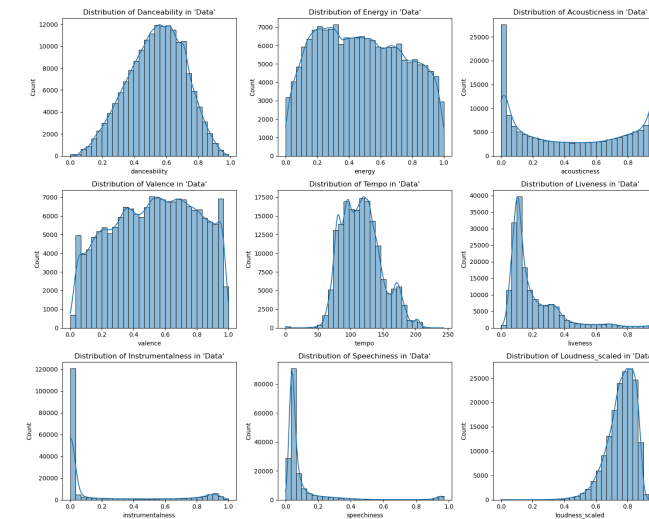 Distribution of Danceability in 'Data'
Count
12000
10000
8000
6000
4000
2000
0
0.0 0.2 0.4 0.6 0.8 1.0
danceability
Distribution of Energy in 'Data'
Count
7000
6000
5000
4000
3000
2000
1000
0
0.0 0.2 0.4 0.6 0.8 1.0
energy
Distribution of Acousticness in 'Data'
Count
25000
20000
15000
10000
5000
0
0.0 0.2 0.4 0.6 0.8
acousticness
Distribution of Valence in 'Data'
Count
7000
6000
5000
4000
3000
2000
1000
0
0.0 0.2 0.4 0.6 0.8 1.0
valence
Distribution of Tempo in 'Data'
Count
17500
15000
12500
10000
7500
5000
2500
0
0 50 100 150 200 250
tempo
Distribution of Liveness in 'Data'
Count
40000
35000
30000
25000
20000
15000
10000
5000
0
0.0 0.2 0.4 0.6 0.8
liveness
Distribution of Instrumentalness in 'Data'
Count
120000
100000
80000
60000
40000
20000
0
0.0 0.2 0.4 0.6 0.8 1.0
instrumentalness
Distribution of Speechiness in 'Data'
Count
80000
60000
40000
20000
0
0.0 0.2 0.4 0.6 0.8 1.0
speechiness
Distribution of Loudness_scaled in 'Data
Count
25000
20000
15000
10000
5000
0
0.0 0.2 0.4 0.6 0.8
loudness_scaled